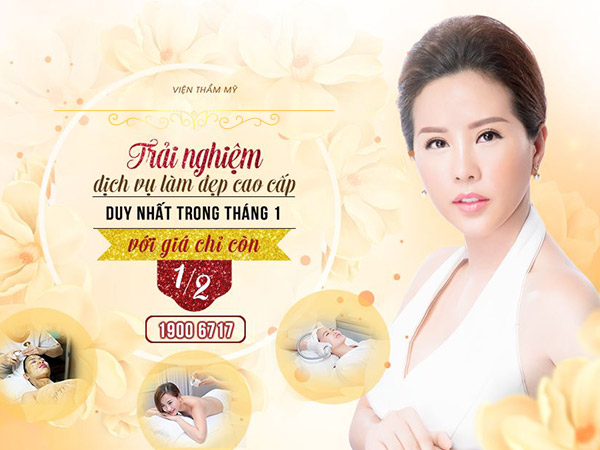 VIỆN THẨM MỸ
Trải nghiệm
dịch vụ làm đẹp cao cấp
DUY NHẤT TRONG THÁNG 1
với giá chỉ còn
1/2
1900 6717